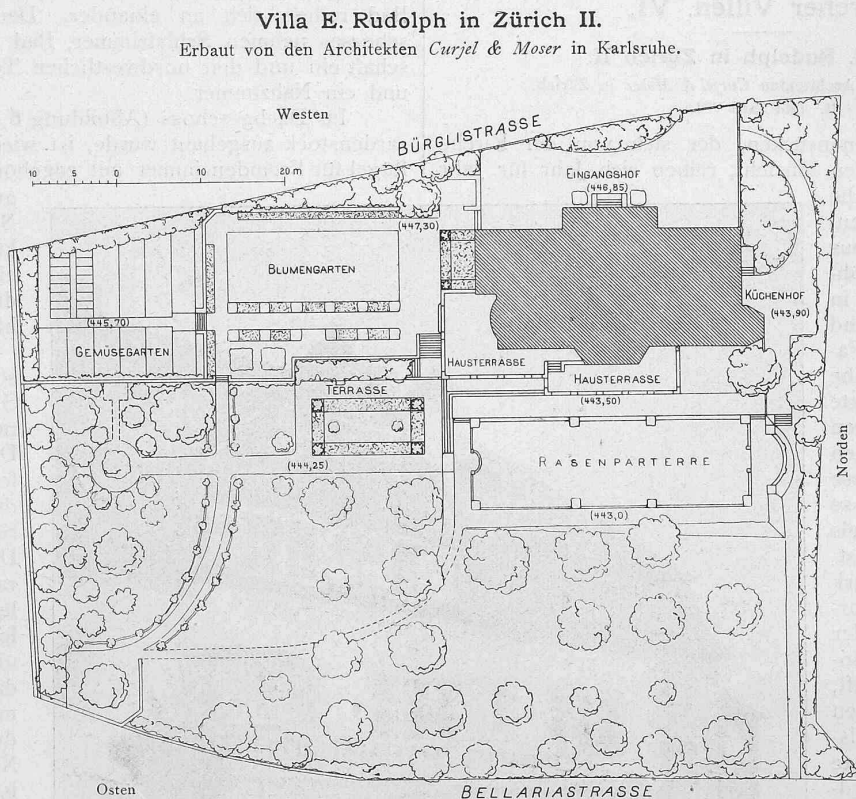 Villa E. Rudolph in Zürich II.
Erbaut von den Architekten Curjel & Moser in Karlsruhe.
Westen
BÜRGLISTRASSE
10 5 10 20 m
EINGANGSHOF
(446,85)
(447,30)
BLUMENGARTEN
KÜCHENHOF
(443,90)
(445,70)
GEMÜSEGARTEN
HAUSTERRASSE
HAUSTERRASSE
TERRASSE
(443,50)
RASENPARTERRE
Norden
(444,25)
(443,0)
Osten
BELLARIASTRASSE